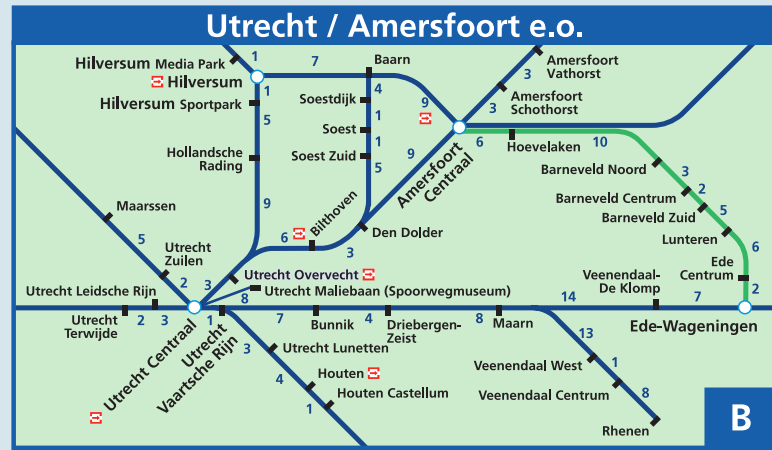 Utrecht / Amersfoort e.o.
Hilversum Media Park
1
7
Baarn
Amersfoort
Vathorst
3
Hilversum
1
4
9
Amersfoort
Schothorst
3
Hilversum Sportpark
5
Soestdijk
1
Soest
1
Hoevelaken
6
10
Hollandsche
Rading
Soest Zuid
5
9
Amersfoort
Centraal
Barneveld Noord
3
Barneveld Centrum
2
Barneveld Zuid
5
Lunteren
6
Maarssen
9
Bilthoven
6
3
Den Dolder
5
Utrecht
Zuilen
2
3
Utrecht Overvecht
Ede
Centrum
2
Utrecht Leidsche Rijn
8
Utrecht Maliebaan (Spoorwegmuseum)
Veenendaal-
De Klomp
14
7
Utrecht
Terwijde
2
3
Utrecht Centraal
1
Utrecht
Vaartsche Rijn
7
Bunnik
4
Driebergen-
Zeist
8
Maarn
Ede-Wageningen
3
Utrecht Lunetten
13
4
Houten
Veenendaal West
1
Houten Castellum
1
Veenendaal Centrum
8
Rhenen
B